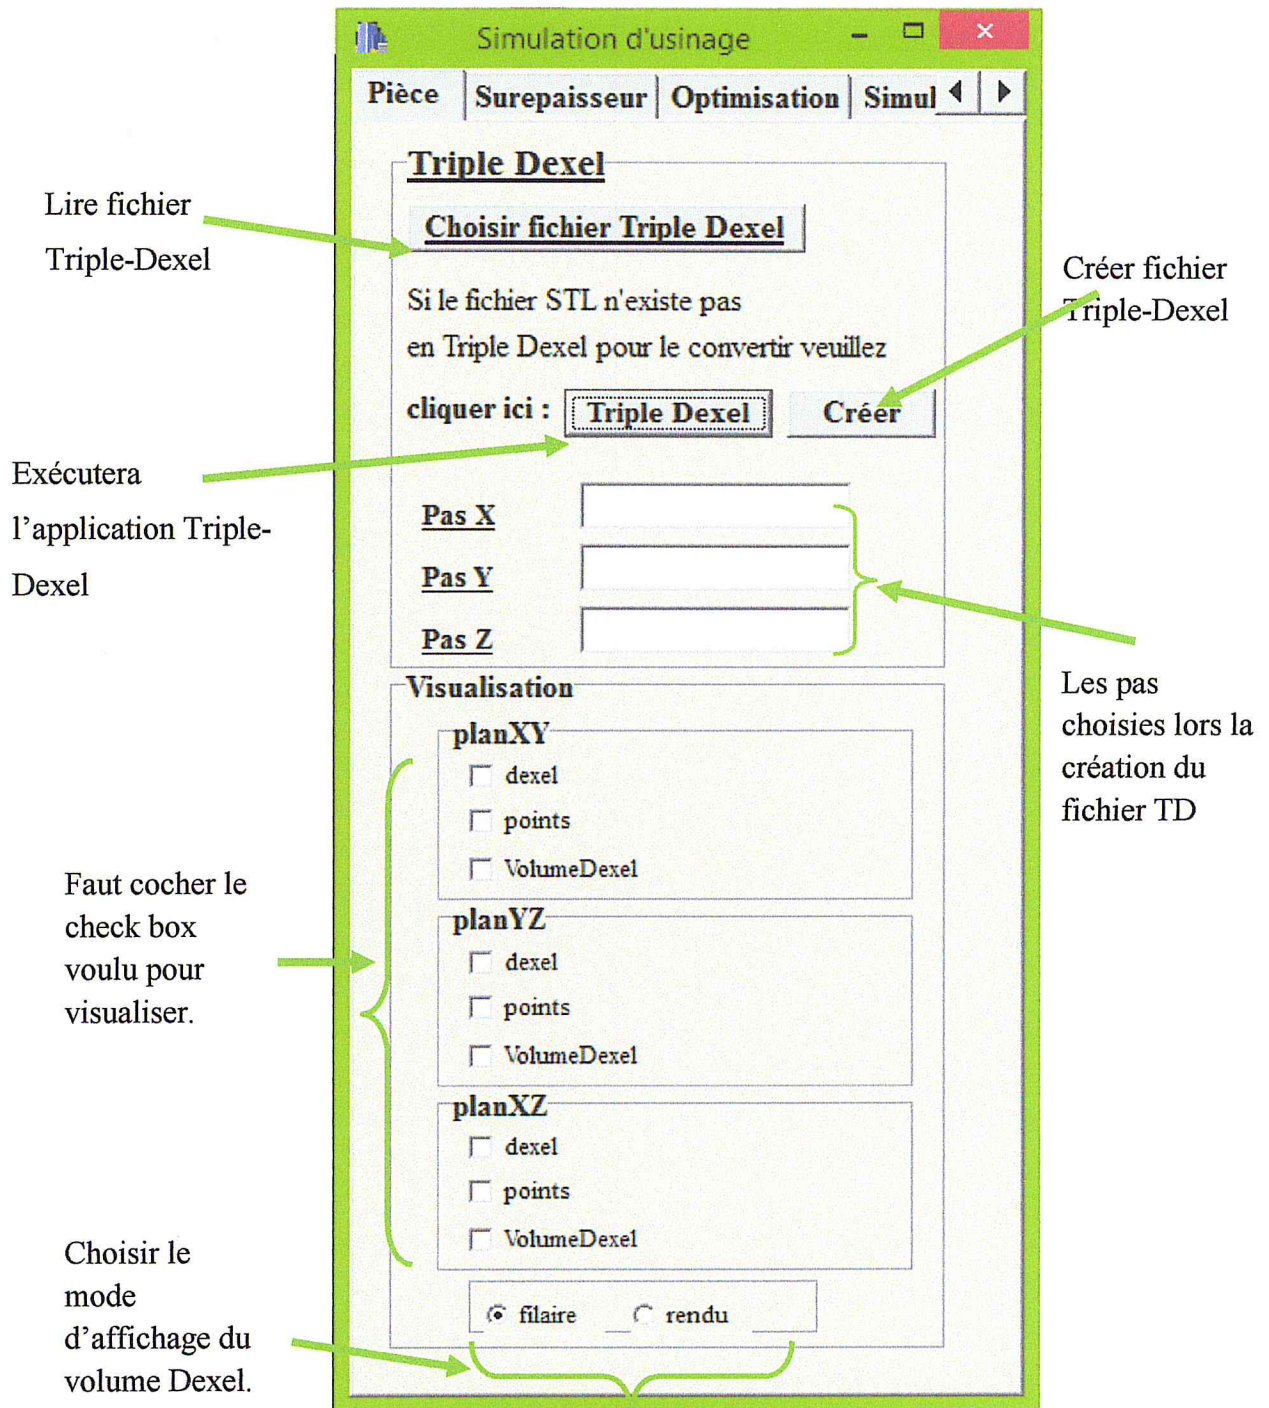 Simulation d'usinage
Pièce
Surepaisseur
Optimisation
Simul
Triple Dexel
Choisir fichier Triple Dexel
Si le fichier STL n'existe pas
en Triple Dexel pour le convertir veuillez
cliquer ici :
Triple Dexel
Créer
Pas X
Pas Y
Pas Z
Visualisation
planXY
dexel
points
VolumeDexel
planYZ
dexel
points
VolumeDexel
planXZ
dexel
points
VolumeDexel
filaire
rendu
Lire fichier
Triple-Dexel
Créer fichier
Triple-Dexel
Exécutera
l'application Triple-
Dexel
Les pas
choisies lors la
création du
fichier TD
Faut cocher le
check box
voulu pour
visualiser.
Choisir le
mode
d'affichage du
volume Dexel.